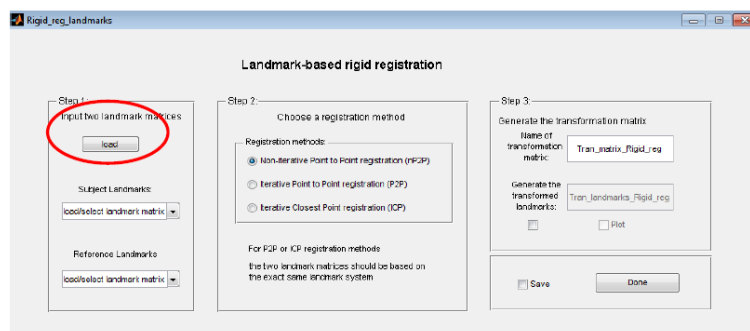 Rigid_reg_landmarks
Landmark-based rigid registration
Step 1:
Input two landmark matrices
load
Subject Landmarks:
load/select landmark matrix
Reference Landmarks
load/select landmark matrix
Step 2:
Choose a registration method
Registration methods:
Non-iterative Point to Point registration (nP2P)
Iterative Point to Point registration (P2P)
Iterative Closest Point registration (ICP)
For P2P or ICP registration methods
the two landmark matrices should be based on
the exact same landmark system
Step 3:
Generate the transformation matrix
Name of
transformation
matrix:
Tran_matrix_Rigid_reg
Generate the
transformed
landmarks:
Tran_landmarks_Rigid_reg
Plot
Save
Done